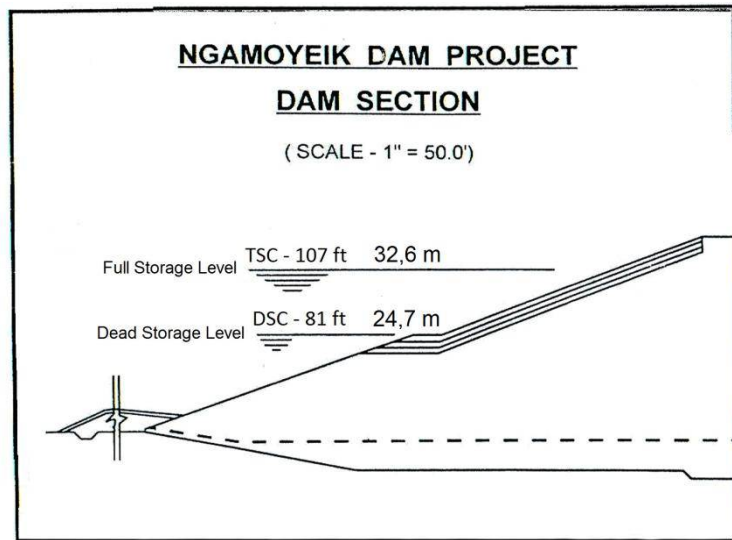 NGAMOYEIK DAM PROJECT
DAM SECTION
( SCALE - 1" = 50.0')
Full Storage Level TSC - 107 ft 32,6 m
Dead Storage Level DSC - 81 ft 24,7 m